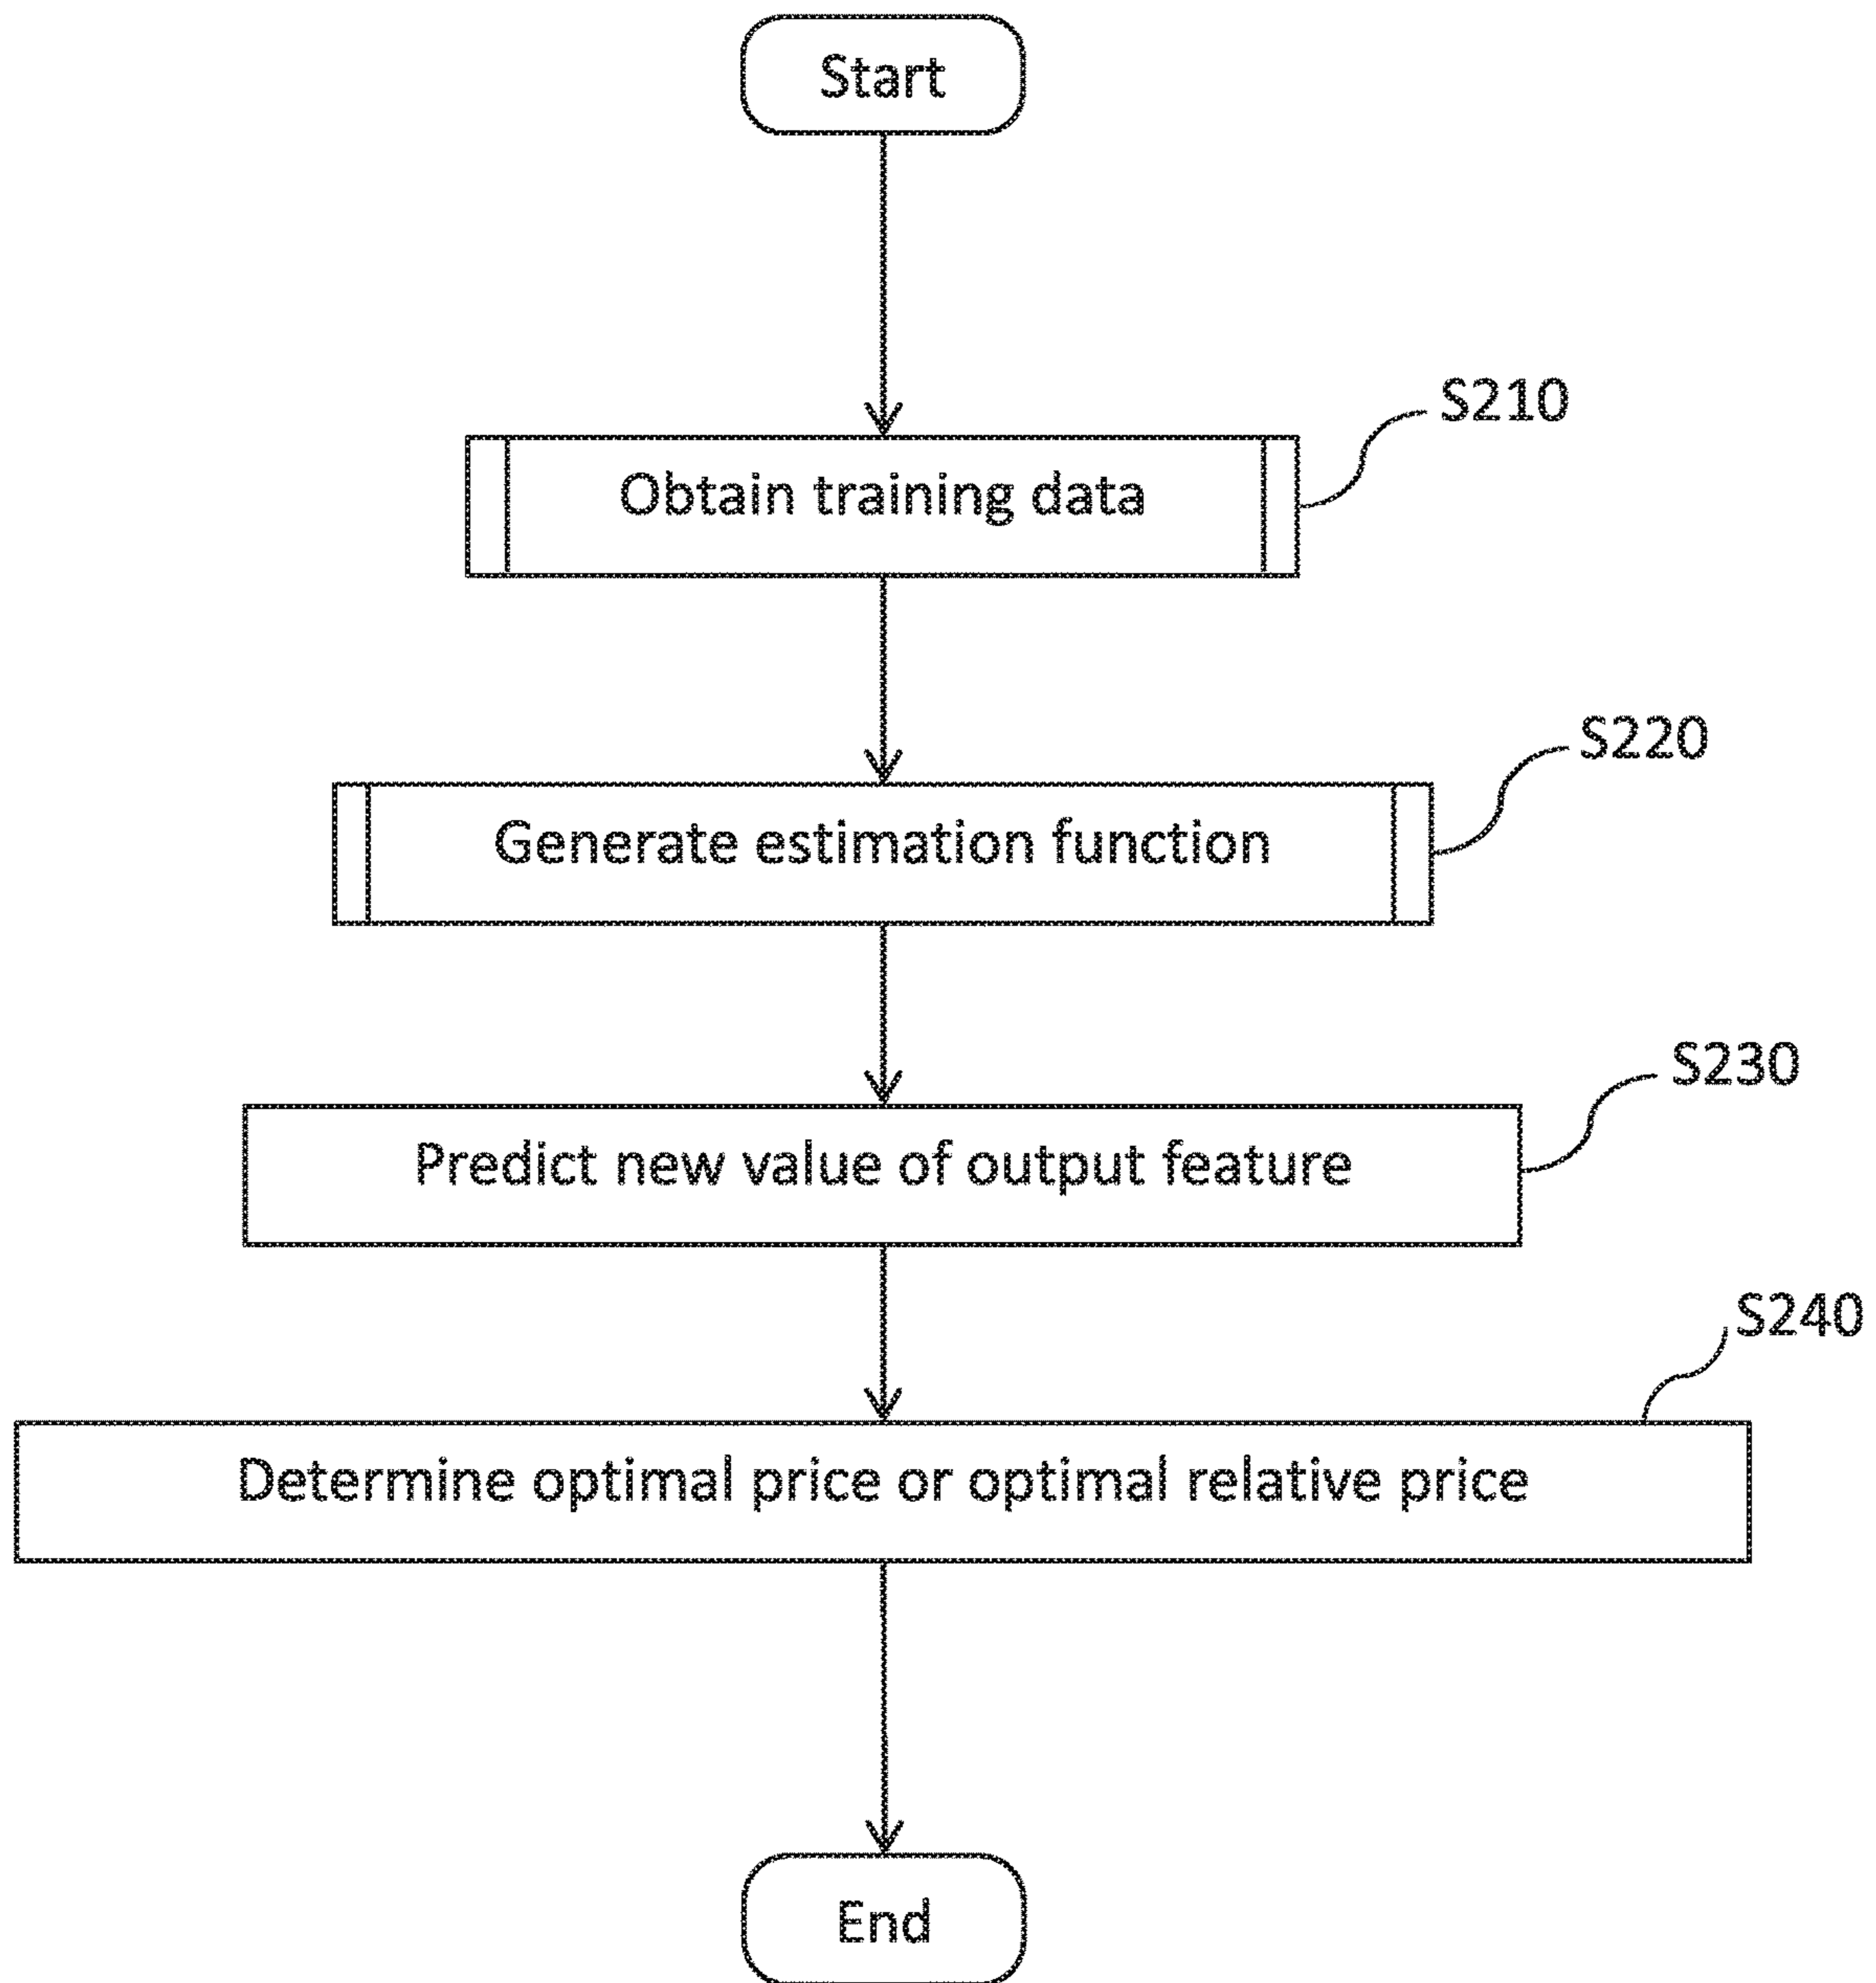 Start
S210
Obtain training data
S220
Generate estimation function
S230
Predict new value of output feature
S240
Determine optimal price or optimal relative price
End